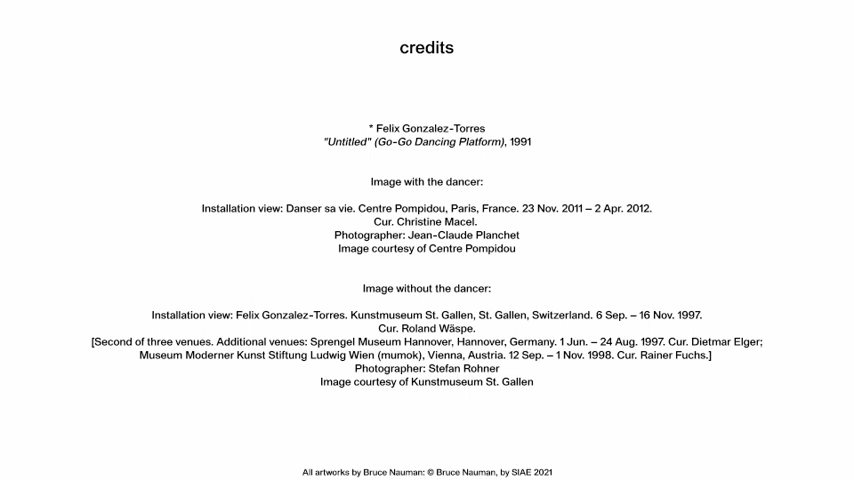 credits
* Felix Gonzalez-Torres
"Untitled" (Go-Go Dancing Platform), 1991
Image with the dancer:
Installation view: Danser sa vie. Centre Pompidou, Paris, France. 23 Nov. 2011 – 2 Apr. 2012.
Cur. Christine Macel.
Photographer: Jean-Claude Planchet
Image courtesy of Centre Pompidou
Image without the dancer:
Installation view: Felix Gonzalez-Torres. Kunstmuseum St. Gallen, St. Gallen, Switzerland. 6 Sep. – 16 Nov. 1997.
Cur. Roland Wäspe.
[Second of three venues. Additional venues: Sprengel Museum Hannover, Hannover, Germany. 1 Jun. – 24 Aug. 1997. Cur. Dietmar Elger;
Museum Moderner Kunst Stiftung Ludwig Wien (mumok), Vienna, Austria. 12 Sep. – 1 Nov. 1998. Cur. Rainer Fuchs.]
Photographer: Stefan Rohner
Image courtesy of Kunstmuseum St. Gallen
All artworks by Bruce Nauman: © Bruce Nauman, by SIAE 2021